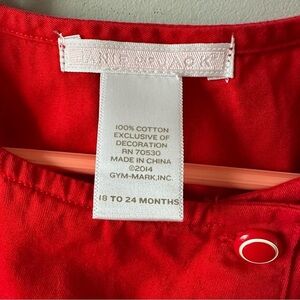 JANIE AND JACK
100% COTTON
EXCLUSIVE OF
DECORATION
RN 70530
MADE IN CHINA
©2014
GYM-MARK,INC.
18 TO 24 MONTHS